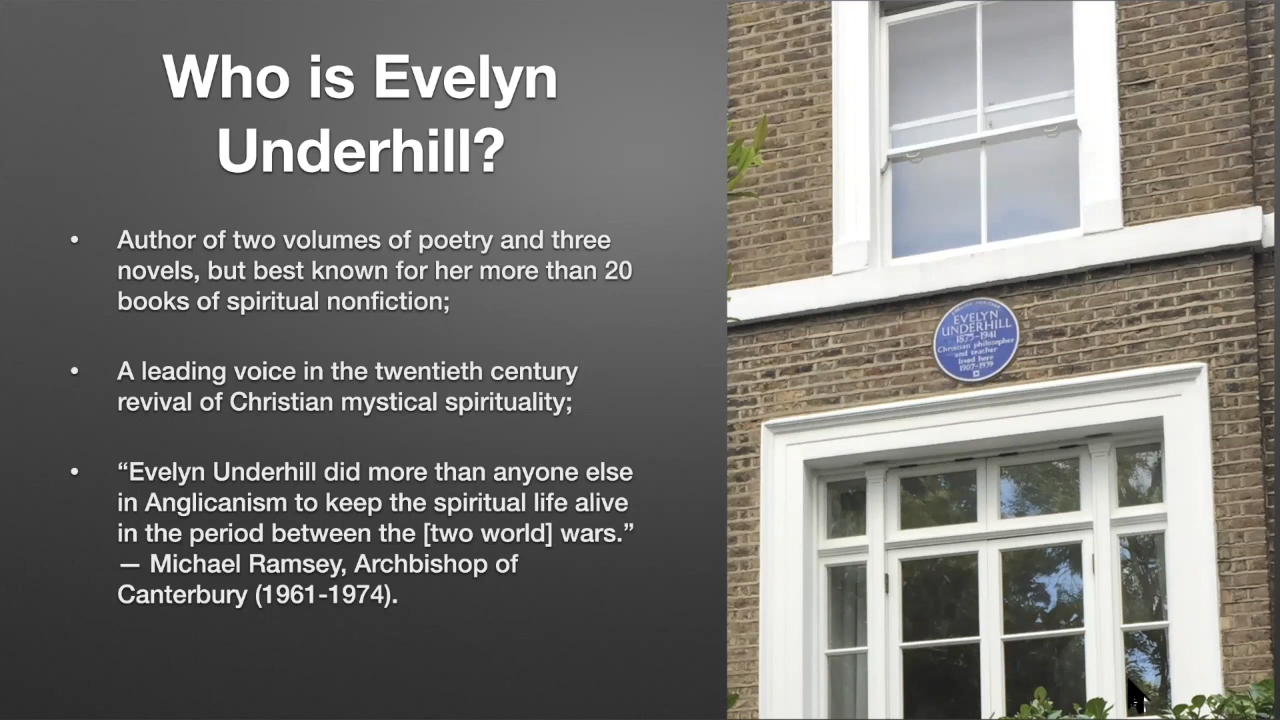 Who is Evelyn
Underhill?
• Author of two volumes of poetry and three
novels, but best known for her more than 20
books of spiritual nonfiction;
• A leading voice in the twentieth century
revival of Christian mystical spirituality;
• “Evelyn Underhill did more than anyone else
in Anglicanism to keep the spiritual life alive
in the period between the [two world] wars.”
— Michael Ramsey, Archbishop of
Canterbury (1961-1974).
EVELYN
UNDERHILL
1875-1941
Christian philosopher
and teacher
lived here
1907-1939